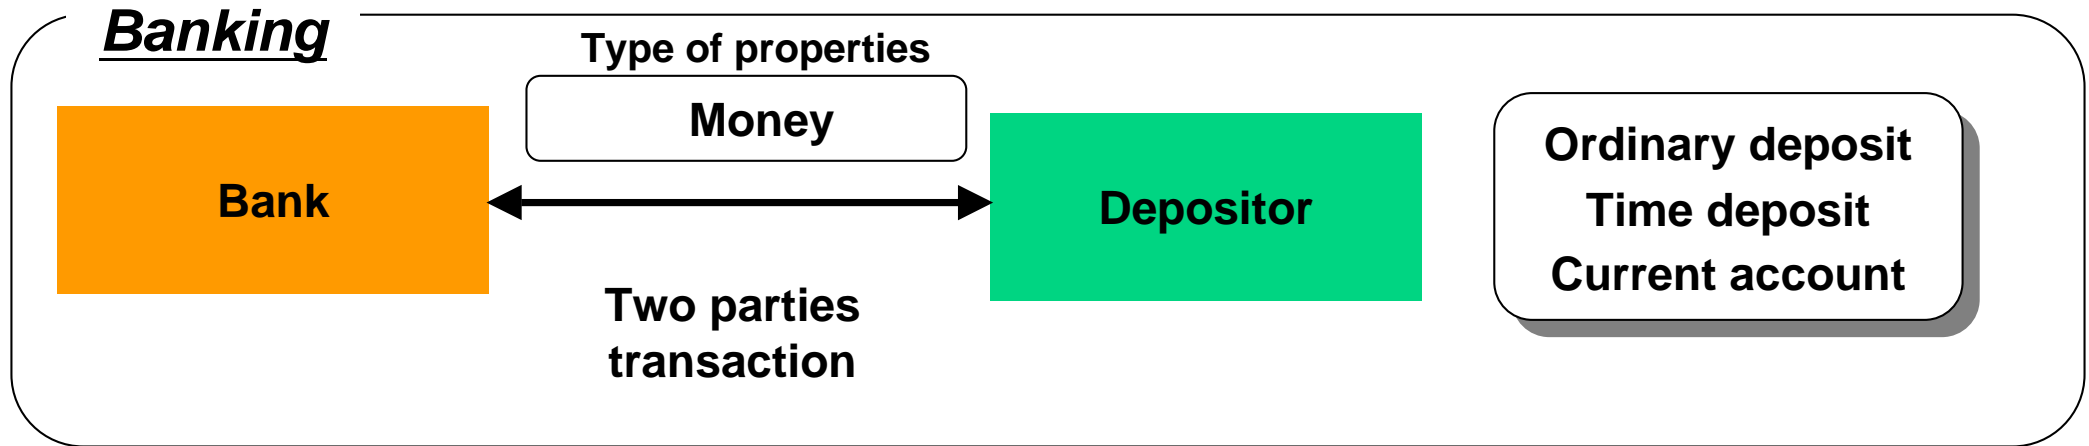 Banking
Type of properties
Money
Bank
Depositor
Two parties
transaction
Ordinary deposit
Time deposit
Current account